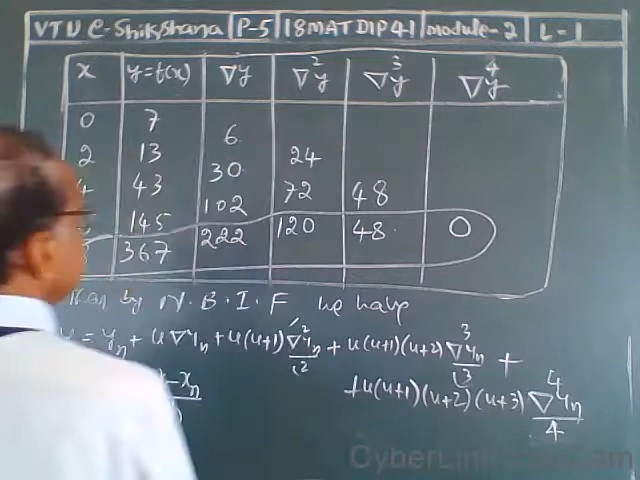 VTU e-Shikshana P-5 18MATDIP41 module-2 L-1
x y=f(x) ∇y ∇²y ∇³y ∇⁴y
0 7
6
2 13 24
30
43 72 48
102
145 120 48 0
222
367
by N.B.I.F we have
= yₙ + u∇yₙ + u(u+1) ∇²yₙ/⌊2 + u(u+1)(u+2) ∇³yₙ/⌊3 +
+ u(u+1)(u+2)(u+3) ∇⁴yₙ/4
-xₙ
CyberLink